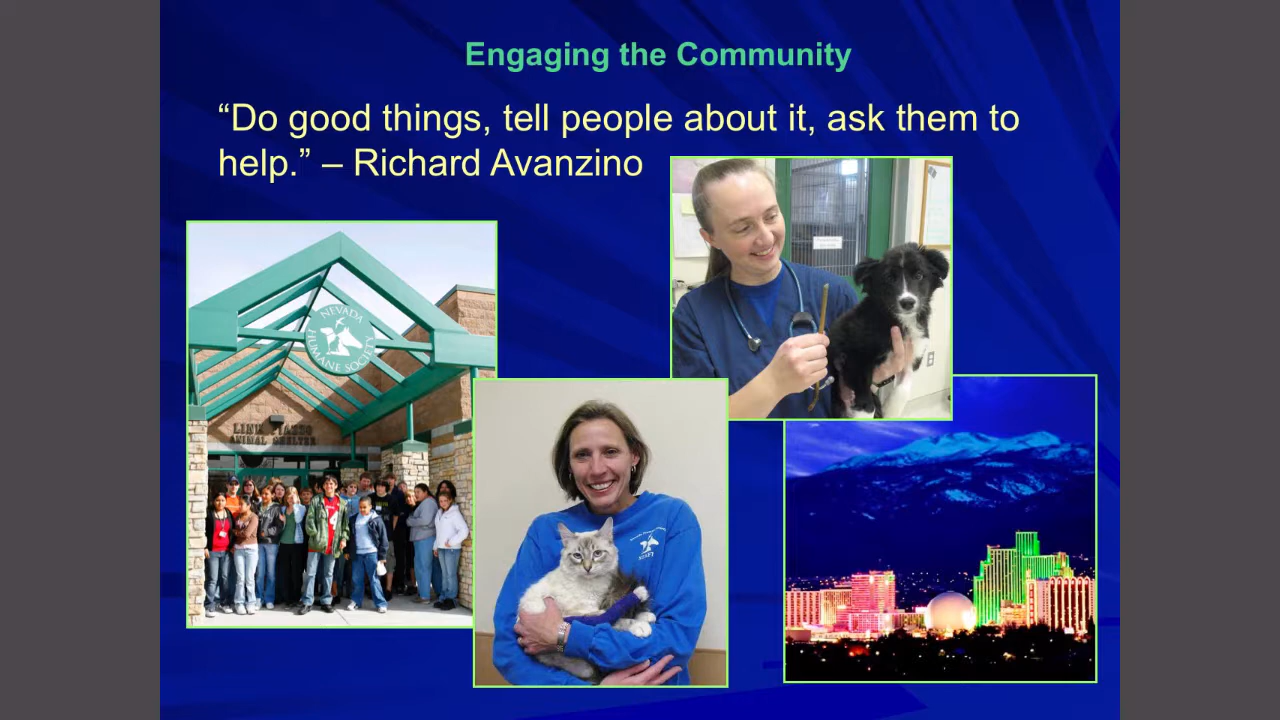 Engaging the Community
“Do good things, tell people about it, ask them to
help.” – Richard Avanzino
NEVADA
HUMANE SOCIETY
ANIMAL SHELTER
STAFF